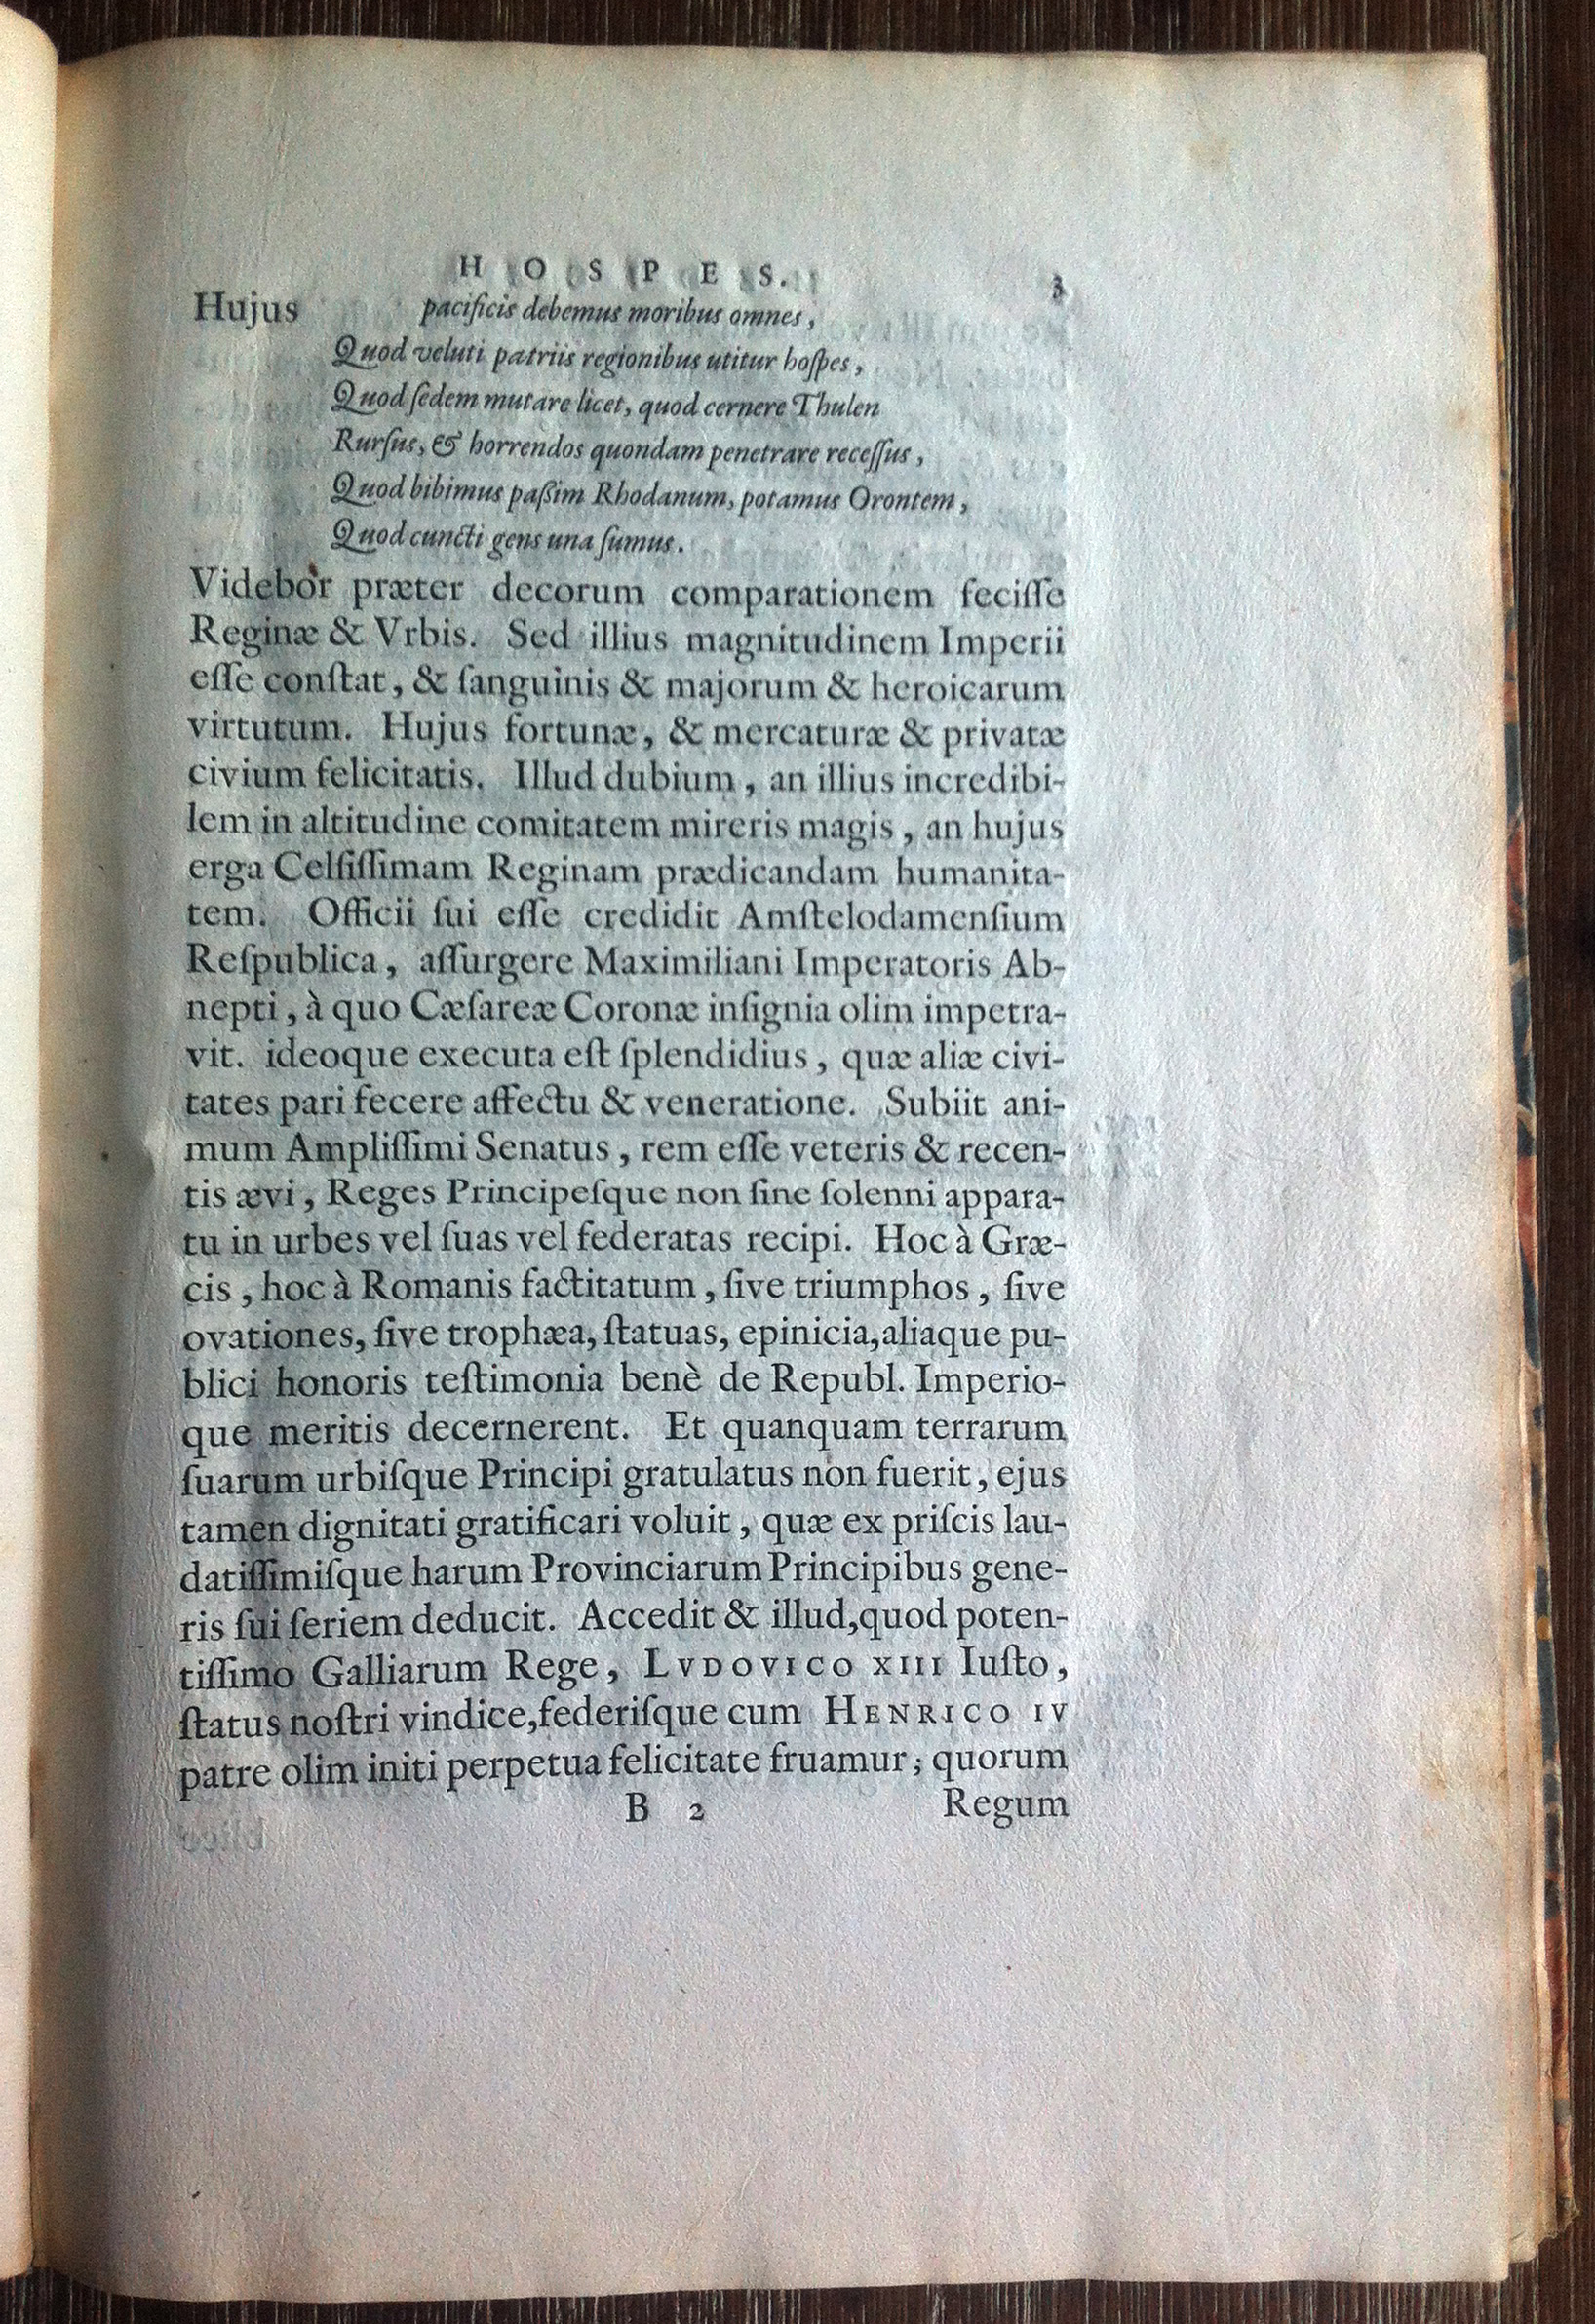 H O S P E S. 3
Hujus pacificis debemus moribus omnes,
Quod veluti patriis regionibus utitur hoſpes,
Quod ſedem mutare licet, quod cernere Thulen
Rurſus, & horrendos quondam penetrare receſſus,
Quod bibimus paßim Rhodanum, potamus Orontem,
Quod cuncti gens una ſumus.
Videbor præter decorum comparationem feciſſe
Reginæ & Vrbis. Sed illius magnitudinem Imperii
eſſe conſtat, & ſanguinis & majorum & heroicarum
virtutum. Hujus fortunæ, & mercaturæ & privatæ
civium felicitatis. Illud dubium, an illius incredibi-
lem in altitudine comitatem mireris magis, an hujus
erga Celſiſſimam Reginam prædicandam humanita-
tem. Officii ſui eſſe credidit Amſtelodamenſium
Reſpublica, aſſurgere Maximiliani Imperatoris Ab-
nepti, à quo Cæſareæ Coronæ inſignia olim impetra-
vit. ideoque executa eſt ſplendidius, quæ aliæ civi-
tates pari fecere affectu & veneratione. Subiit ani-
mum Ampliſſimi Senatus, rem eſſe veteris & recen-
tis ævi, Reges Principeſque non ſine ſolenni appara-
tu in urbes vel ſuas vel federatas recipi. Hoc à Græ-
cis, hoc à Romanis factitatum, ſive triumphos, ſive
ovationes, ſive trophæa, ſtatuas, epinicia, aliaque pu-
blici honoris teſtimonia benè de Republ. Imperio-
que meritis decernerent. Et quanquam terrarum
ſuarum urbiſque Principi gratulatus non fuerit, ejus
tamen dignitati gratificari voluit, quæ ex priſcis lau-
datiſſimiſque harum Provinciarum Principibus gene-
ris ſui ſeriem deducit. Accedit & illud, quod poten-
tiſſimo Galliarum Rege, LVDOVICO XIII Iuſto,
ſtatus noſtri vindice, federiſque cum HENRICO IV
patre olim initi perpetua felicitate fruamur; quorum
B 2 Regum